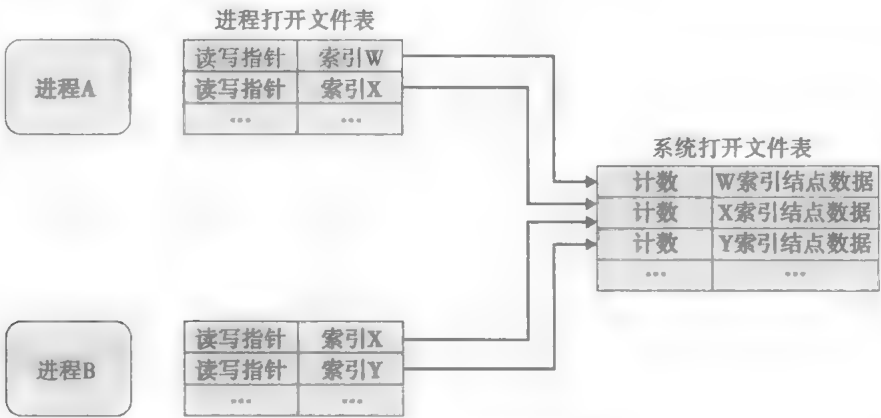 进程打开文件表
进程A
读写指针 索引W
读写指针 索引X
... ...
系统打开文件表
计数 W索引结点数据
计数 X索引结点数据
计数 Y索引结点数据
... ...
进程B
读写指针 索引X
读写指针 索引Y
... ...